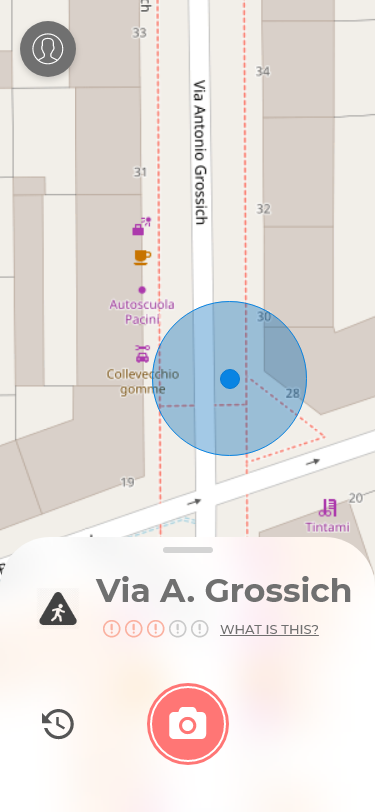 ch
33
34
Via Antonio Grossich
31
32
Autoscuola
Pacini
30
Collevecchio
gomme
28
19
20
Tintami
Via A. Grossich
WHAT IS THIS?